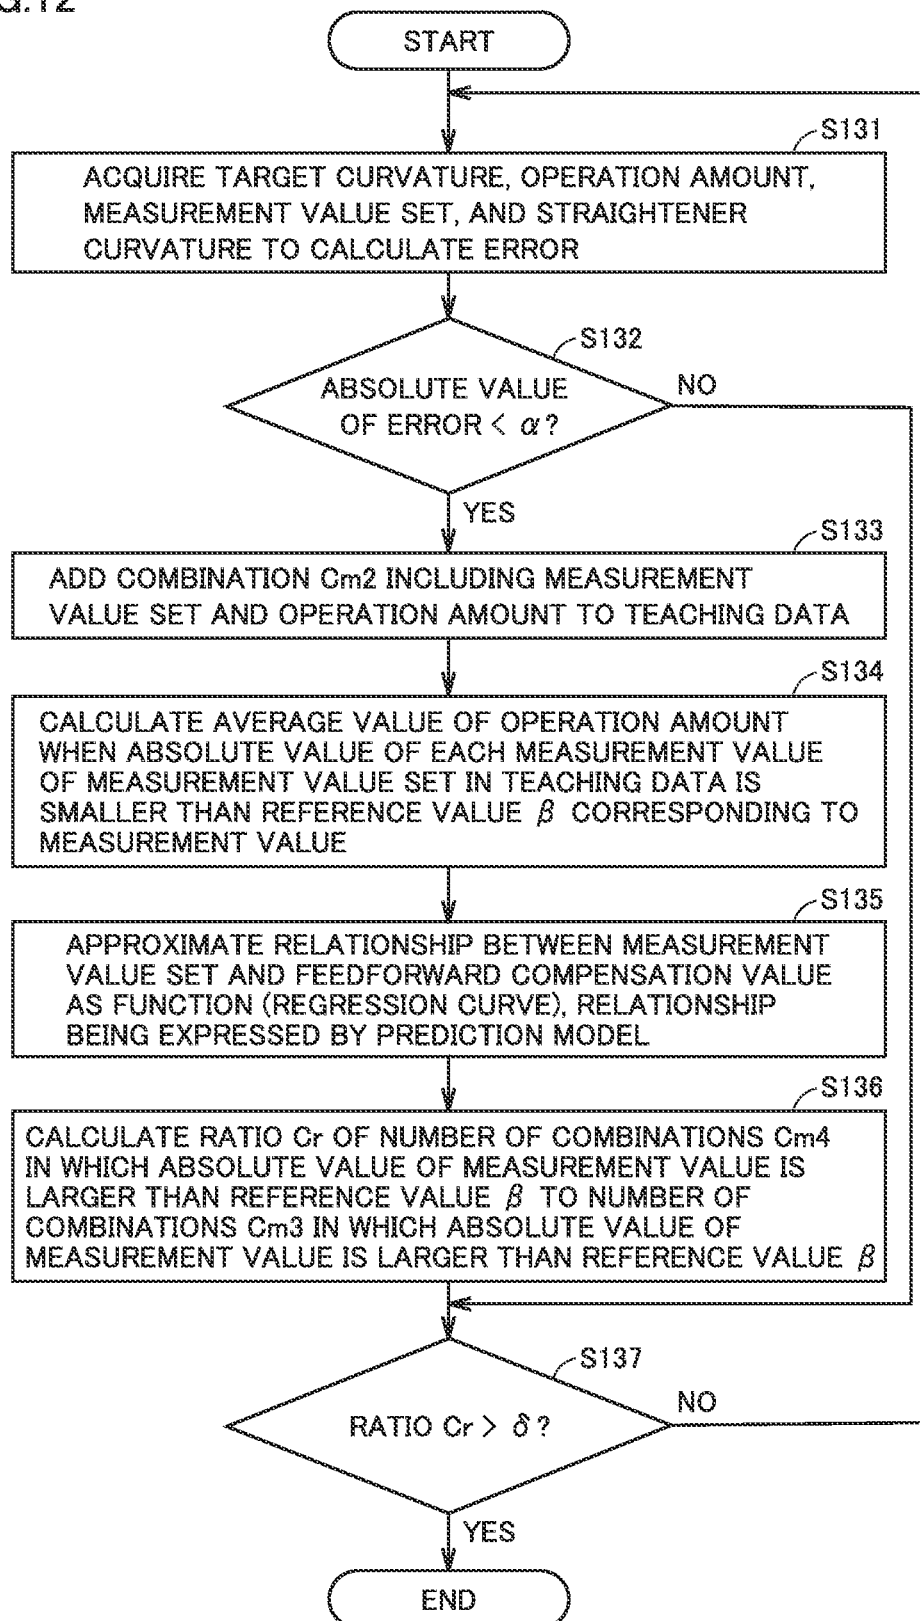 G.12
START
S131
ACQUIRE TARGET CURVATURE, OPERATION AMOUNT,
MEASUREMENT VALUE SET, AND STRAIGHTENER
CURVATURE TO CALCULATE ERROR
S132
ABSOLUTE VALUE
OF ERROR < α?
NO
YES
S133
ADD COMBINATION Cm2 INCLUDING MEASUREMENT
VALUE SET AND OPERATION AMOUNT TO TEACHING DATA
S134
CALCULATE AVERAGE VALUE OF OPERATION AMOUNT
WHEN ABSOLUTE VALUE OF EACH MEASUREMENT VALUE
OF MEASUREMENT VALUE SET IN TEACHING DATA IS
SMALLER THAN REFERENCE VALUE β CORRESPONDING TO
MEASUREMENT VALUE
S135
APPROXIMATE RELATIONSHIP BETWEEN MEASUREMENT
VALUE SET AND FEEDFORWARD COMPENSATION VALUE
AS FUNCTION (REGRESSION CURVE), RELATIONSHIP
BEING EXPRESSED BY PREDICTION MODEL
S136
CALCULATE RATIO Cr OF NUMBER OF COMBINATIONS Cm4
IN WHICH ABSOLUTE VALUE OF MEASUREMENT VALUE IS
LARGER THAN REFERENCE VALUE β TO NUMBER OF
COMBINATIONS Cm3 IN WHICH ABSOLUTE VALUE OF
MEASUREMENT VALUE IS LARGER THAN REFERENCE VALUE β
S137
RATIO Cr > δ?
NO
YES
END